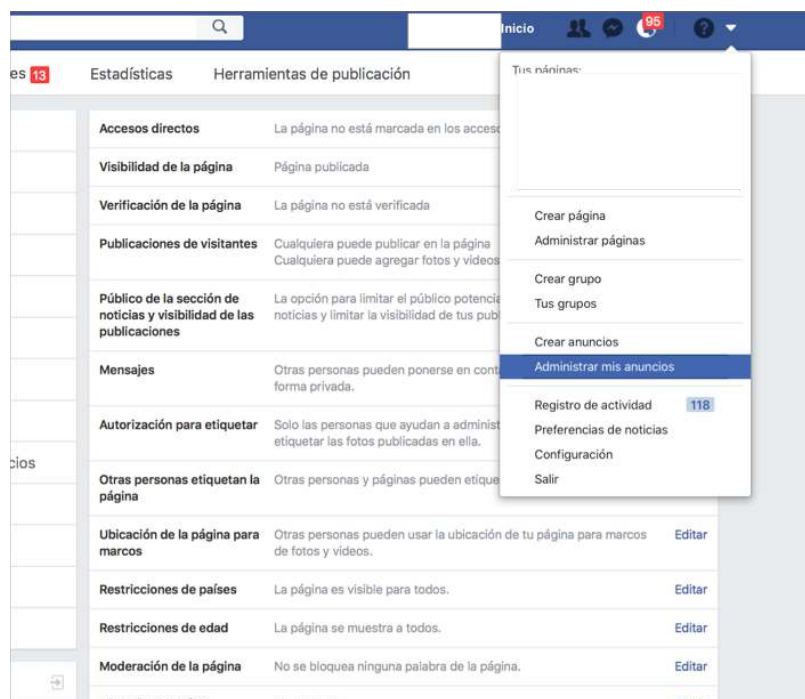 Inicio
95
es 13
Estadísticas
Herramientas de publicación
Tus páginas:
Crear página
Administrar páginas
Crear grupo
Tus grupos
Crear anuncios
Administrar mis anuncios
Registro de actividad 118
Preferencias de noticias
Configuración
Salir
cios
Accesos directos
La página no está marcada en los acceso
Visibilidad de la página
Página publicada
Verificación de la página
La página no está verificada
Publicaciones de visitantes
Cualquiera puede publicar en la página
Cualquiera puede agregar fotos y videos
Público de la sección de
noticias y visibilidad de las
publicaciones
La opción para limitar el público potencia
noticias y limitar la visibilidad de tus publ
Mensajes
Otras personas pueden ponerse en cont
forma privada.
Autorización para etiquetar
Solo las personas que ayudan a administ
etiquetar las fotos publicadas en ella.
Otras personas etiquetan la
página
Otras personas y páginas pueden etique
Ubicación de la página para
marcos
Otras personas pueden usar la ubicación de tu página para marcos
de fotos y videos.
Editar
Restricciones de países
La página es visible para todos.
Editar
Restricciones de edad
La página se muestra a todos.
Editar
Moderación de la página
No se bloquea ninguna palabra de la página.
Editar